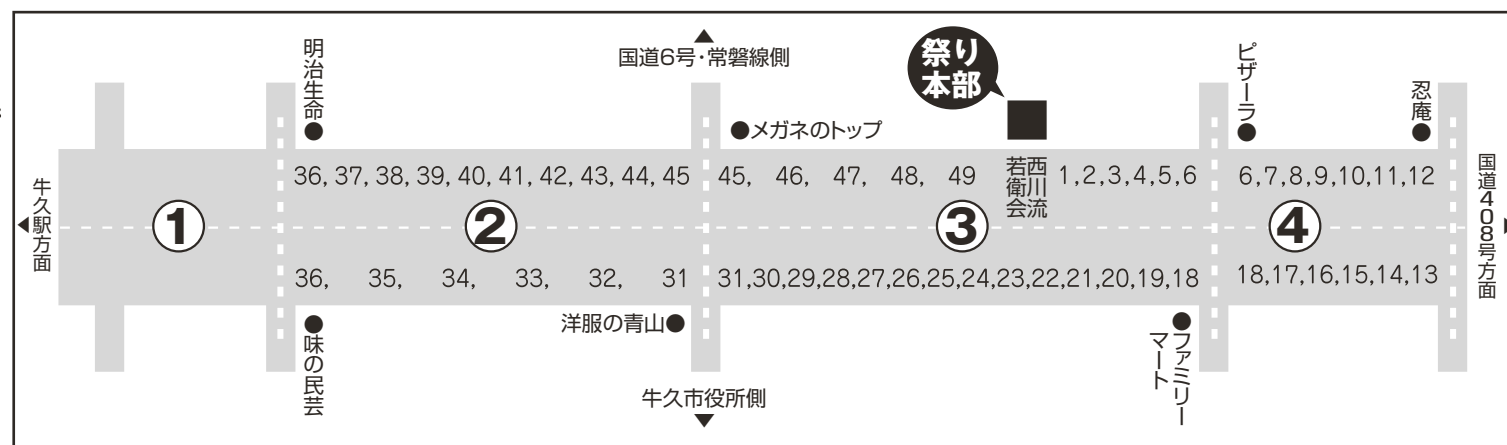 明治生命
国道6号・常磐線側
祭り
本部
ピザーラ
忍庵
メガネのトップ
36, 37, 38, 39, 40, 41, 42, 43, 44, 45
45, 46, 47, 48, 49
西川流
若衛会
1,2,3,4,5,6
6,7,8,9,10,11,12
牛久駅方面
①
②
③
④
国道408号方面
36, 35, 34, 33, 32, 31
31,30,29,28,27,26,25,24,23,22,21,20,19,18
18,17,16,15,14,13
味の民芸
洋服の青山
ファミリー
マート
牛久市役所側